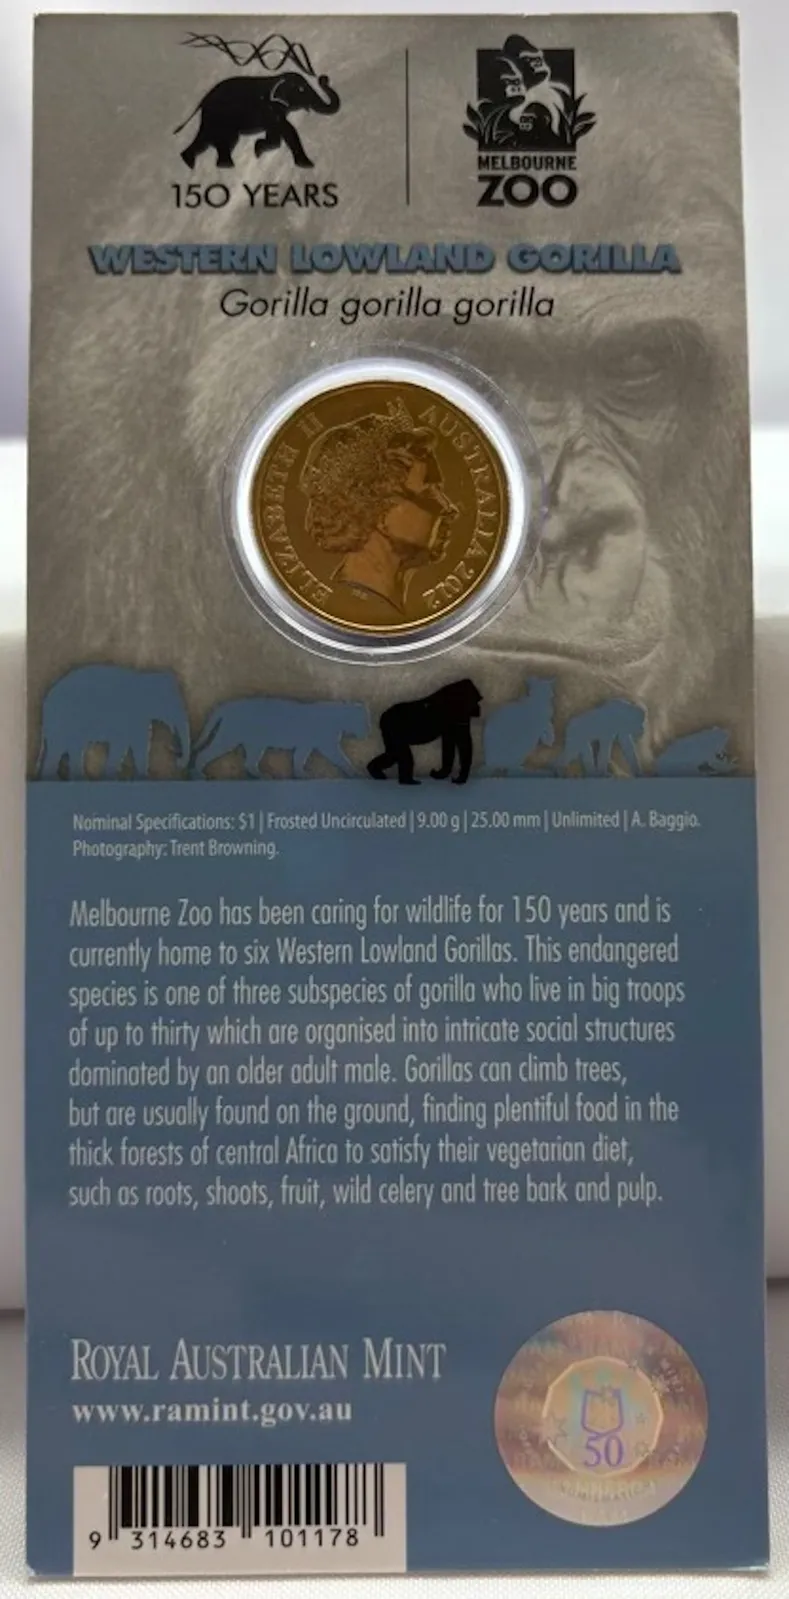 150 YEARS
MELBOURNE
ZOO
WESTERN LOWLAND GORILLA
Gorilla gorilla gorilla
ELIZABETH II AUSTRALIA 2012
Nominal Specifications: $1 | Frosted Uncirculated | 9.00 g | 25.00 mm | Unlimited | A. Baggio.
Photography: Trent Browning.
Melbourne Zoo has been caring for wildlife for 150 years and is
currently home to six Western Lowland Gorillas. This endangered
species is one of three subspecies of gorilla who live in big troops
of up to thirty which are organised into intricate social structures
dominated by an older adult male. Gorillas can climb trees,
but are usually found on the ground, finding plentiful food in the
thick forests of central Africa to satisfy their vegetarian diet,
such as roots, shoots, fruit, wild celery and tree bark and pulp.
ROYAL AUSTRALIAN MINT
www.ramint.gov.au
50
9 314683 101178